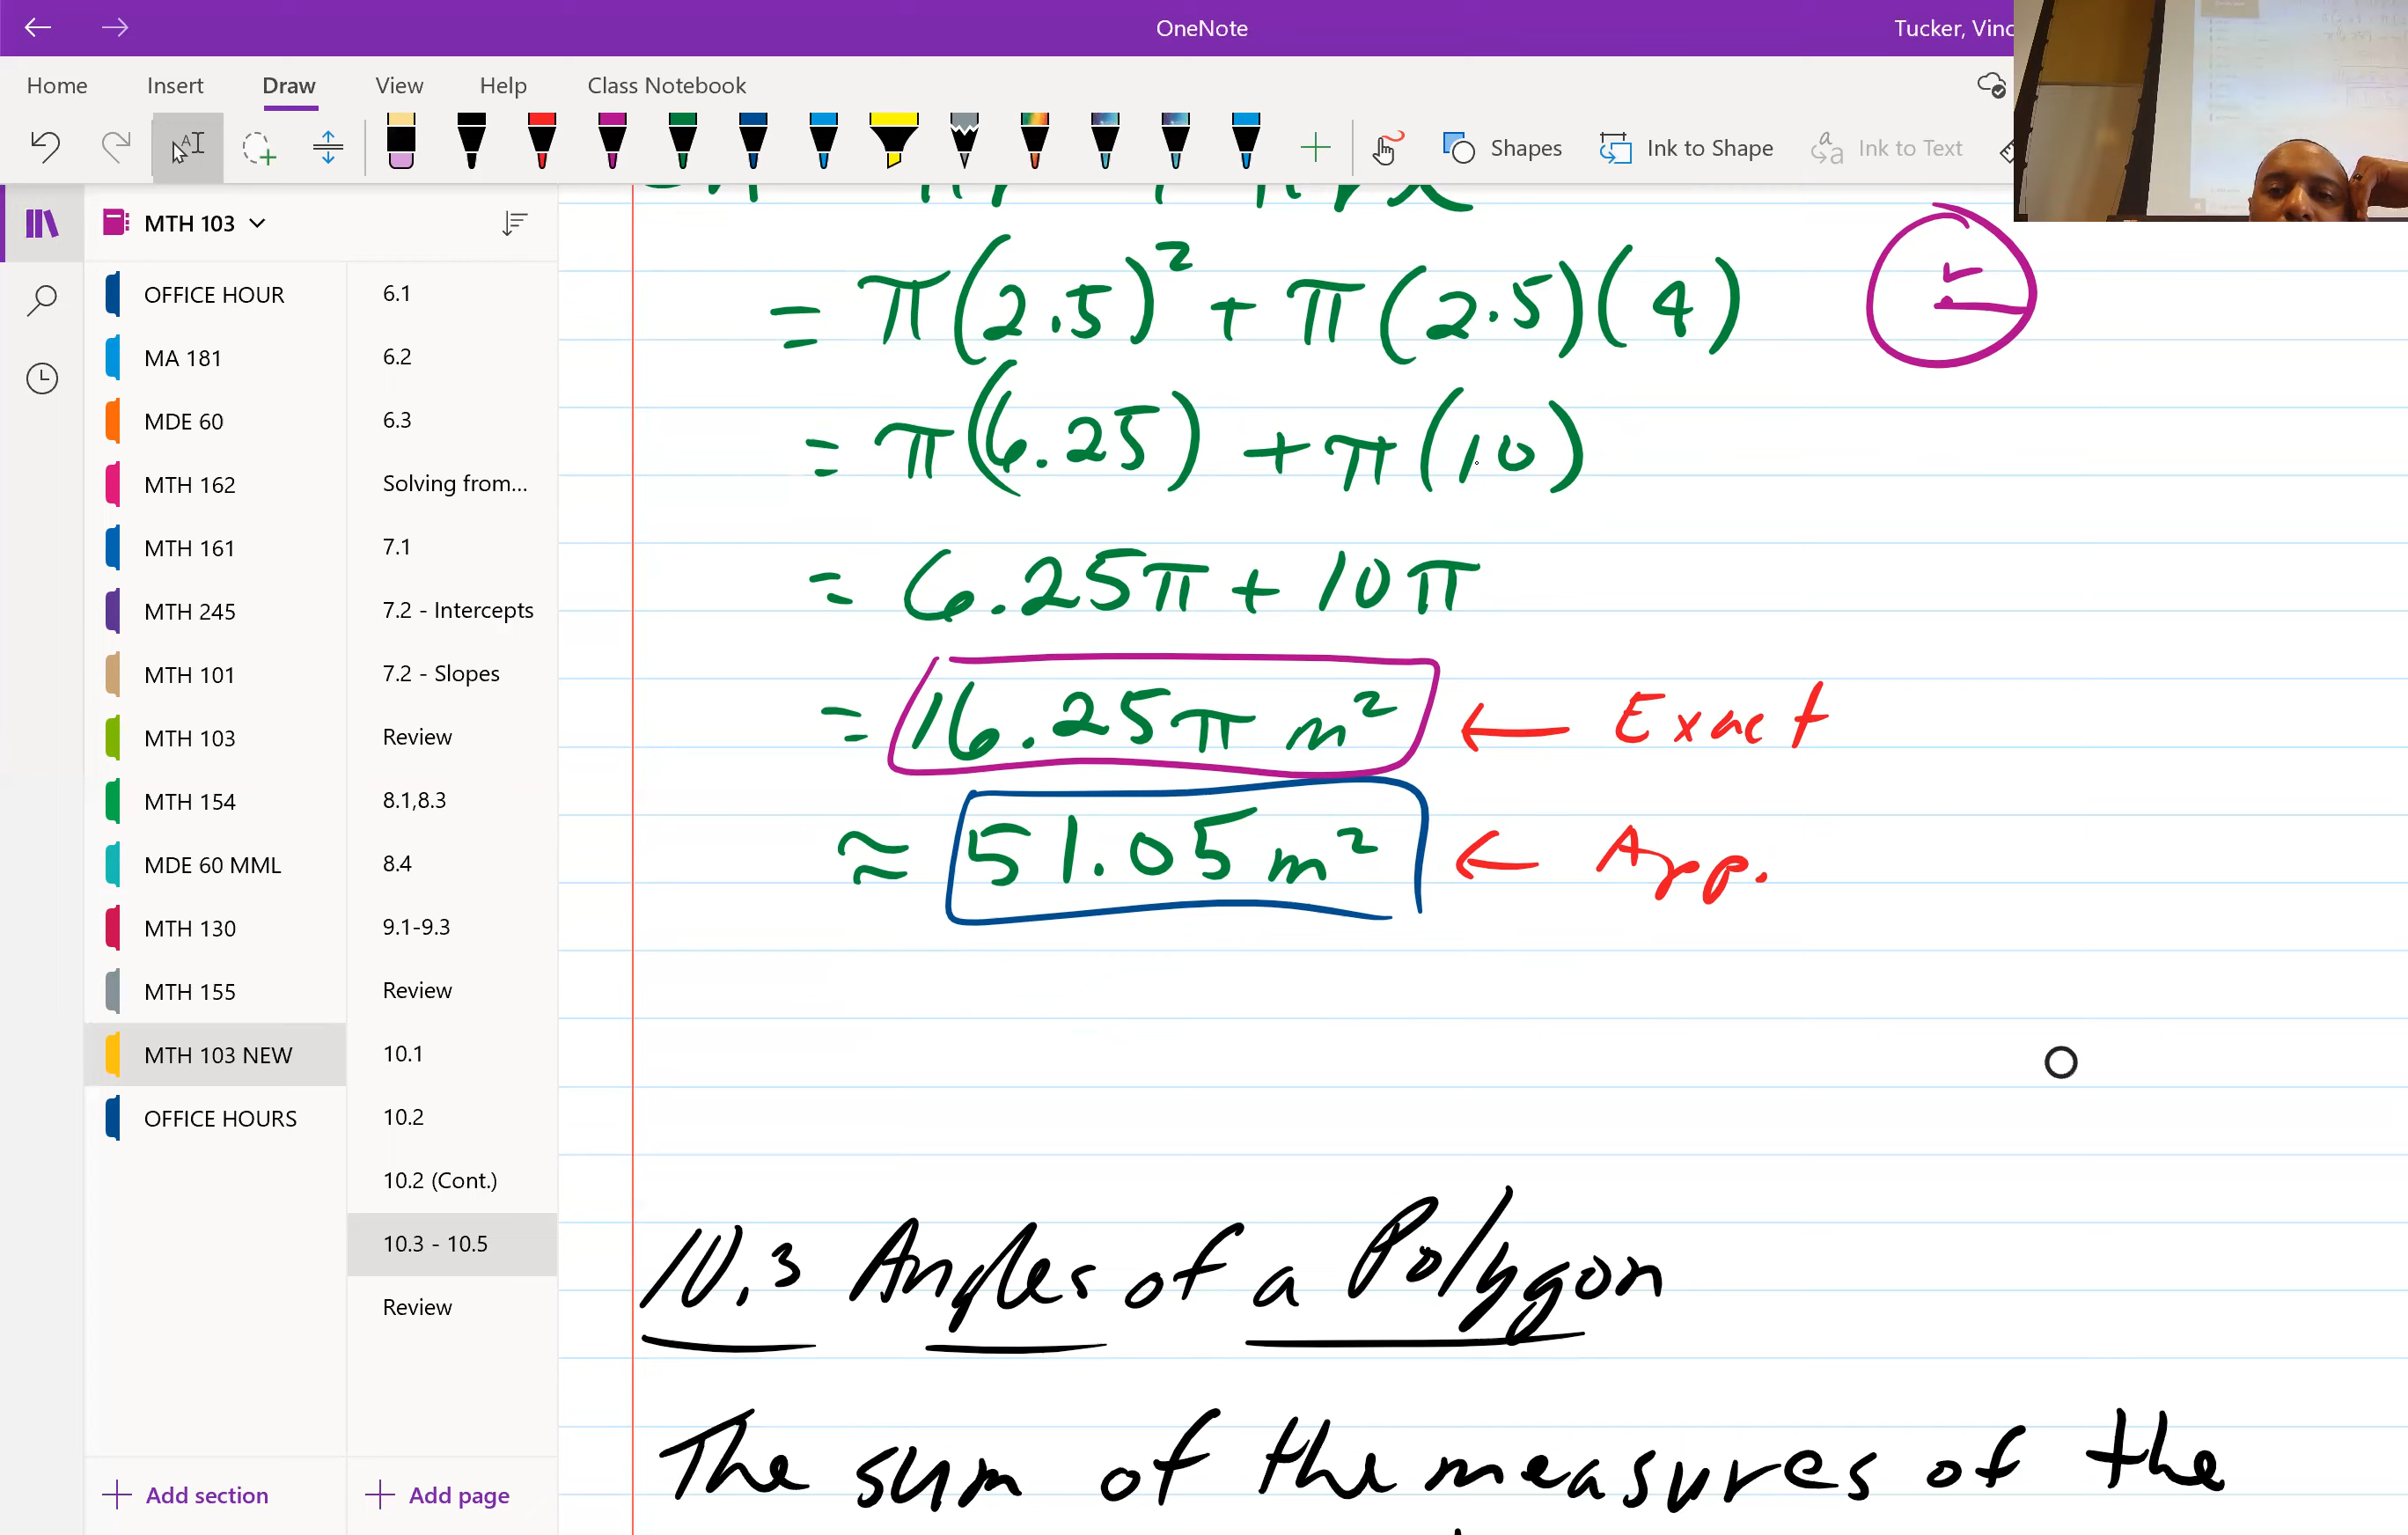 OneNote
Tucker, Vinc
Home Insert Draw View Help Class Notebook
Shapes Ink to Shape Ink to Text
MTH 103
OFFICE HOUR
MA 181
MDE 60
MTH 162
MTH 161
MTH 245
MTH 101
MTH 103
MTH 154
MDE 60 MML
MTH 130
MTH 155
MTH 103 NEW
OFFICE HOURS
Add section
6.1
6.2
6.3
Solving from...
7.1
7.2 - Intercepts
7.2 - Slopes
Review
8.1,8.3
8.4
9.1-9.3
Review
10.1
10.2
10.2 (Cont.)
10.3 - 10.5
Review
Add page
= π(2.5)² + π(2.5)(4)
r
= π(6.25) + π(10)
= 6.25π + 10π
= 16.25π m² ← Exact
≈ 51.05 m² ← App.
10.3 Angles of a Polygon
The sum of the measures of the